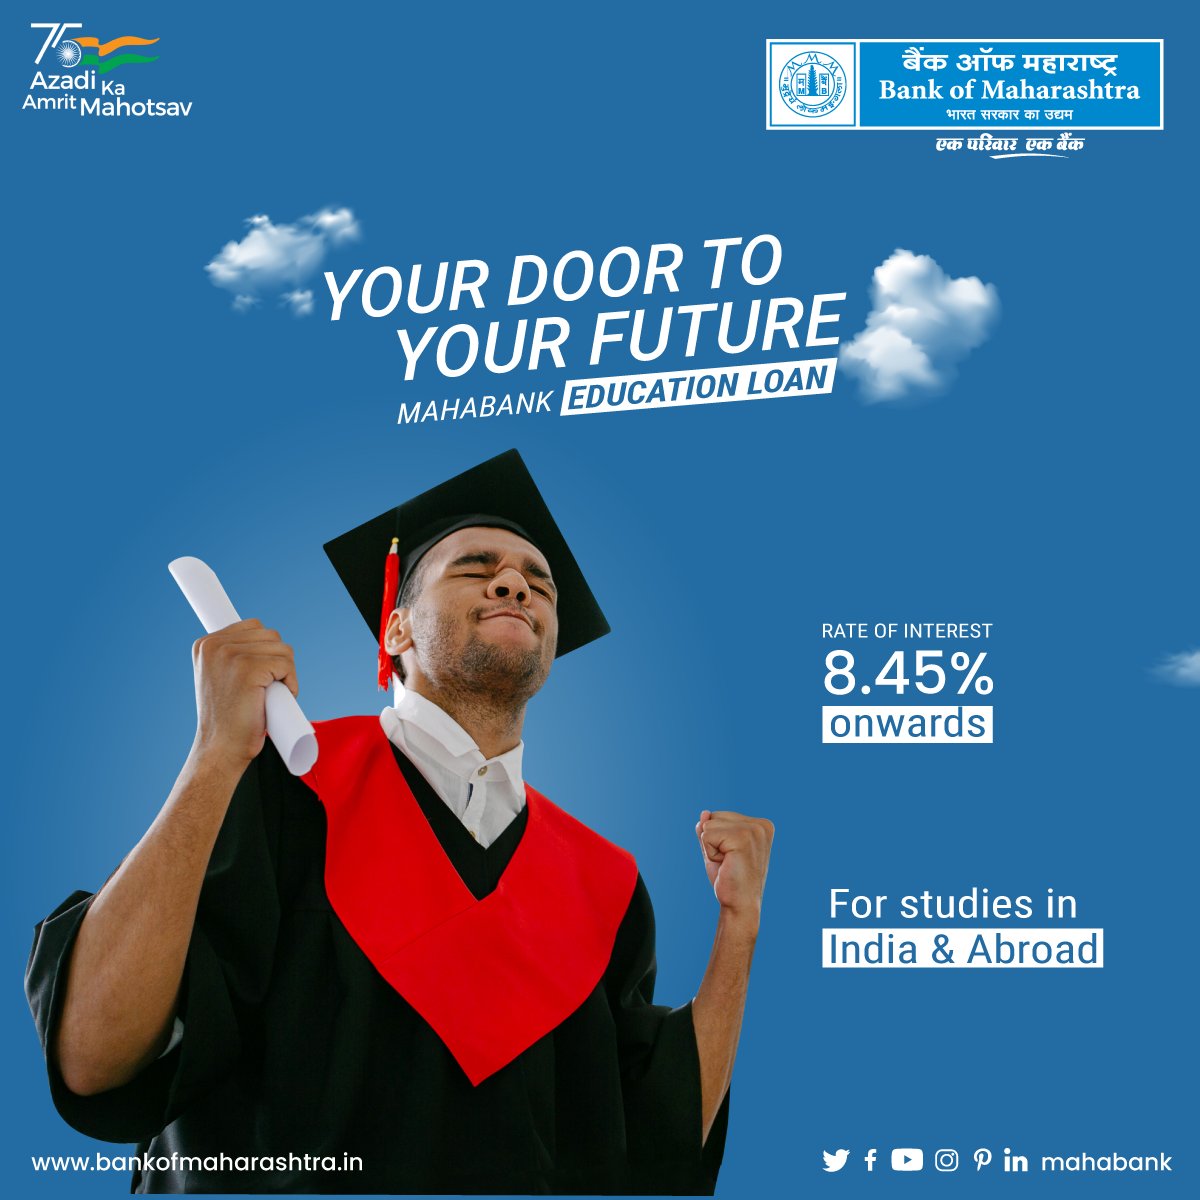 75
Azadi Ka
Amrit Mahotsav
बैंक ऑफ महाराष्ट्र
Bank of Maharashtra
भारत सरकार का उद्यम
एक परिवार एक बैंक
YOUR DOOR TO
YOUR FUTURE
MAHABANK EDUCATION LOAN
RATE OF INTEREST
8.45%
onwards
For studies in
India & Abroad
www.bankofmaharashtra.in
mahabank